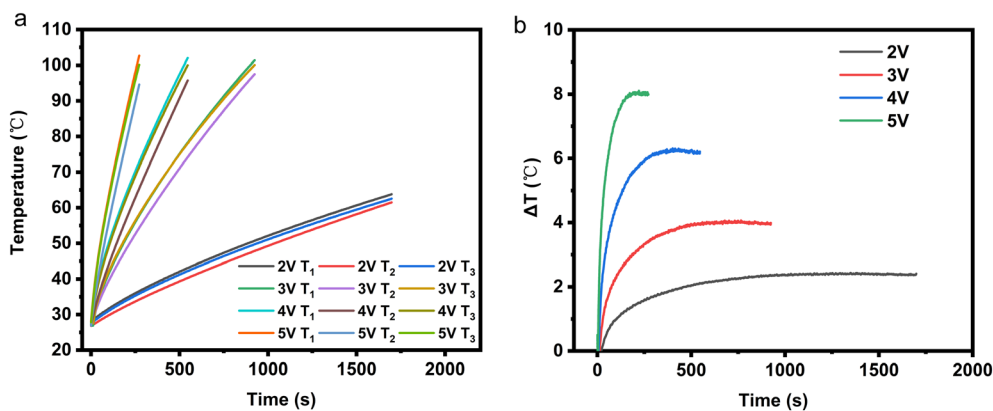 a
Temperature (℃)
110
100
90
80
70
60
50
40
30
20
2V T₁ 2V T₂ 2V T₃
3V T₁ 3V T₂ 3V T₃
4V T₁ 4V T₂ 4V T₃
5V T₁ 5V T₂ 5V T₃
0 500 1000 1500 2000
Time (s)
b
ΔT (℃)
10
8
6
4
2
0
2V
3V
4V
5V
0 500 1000 1500 2000
Time (s)